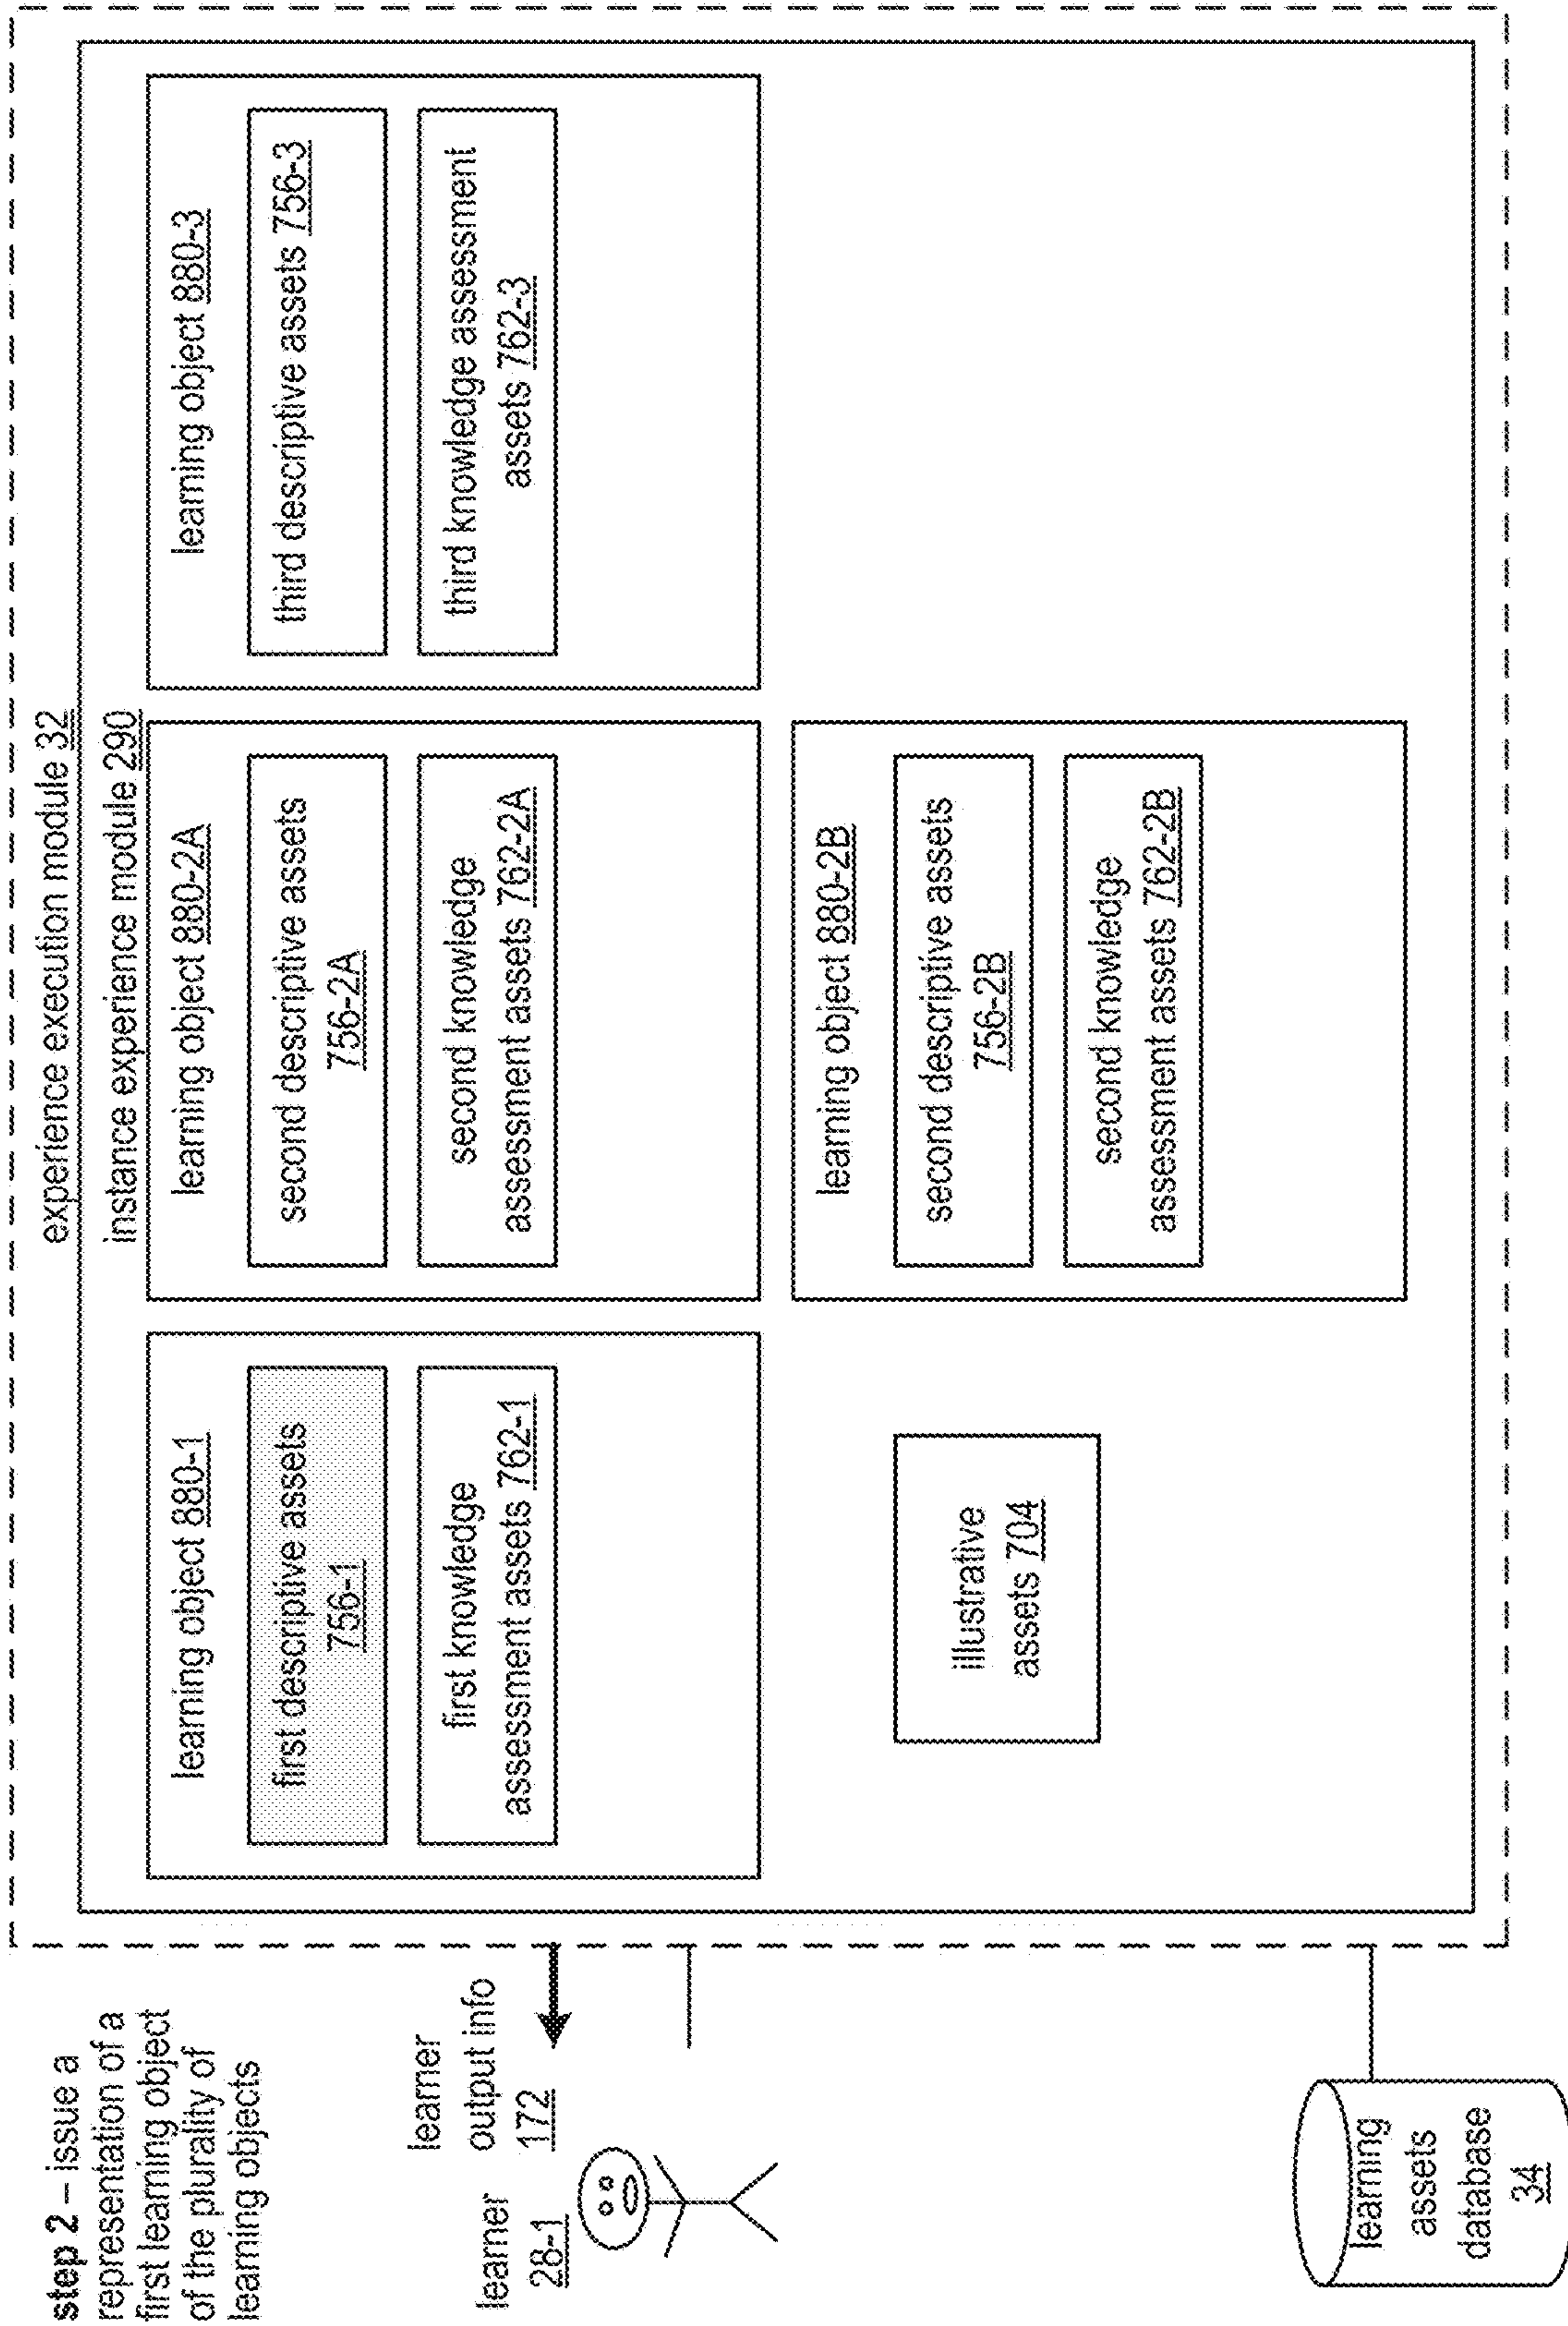 step 2 – issue a
representation of a
first learning object
of the plurality of
learning objects
learner
28-1
learner
output info
172
learning
assets
database
34
experience execution module 32
instance experience module 290
learning object 880-1
first descriptive assets
756-1
first knowledge
assessment assets 762-1
illustrative
assets 704
learning object 880-2A
second descriptive assets
756-2A
second knowledge
assessment assets 762-2A
learning object 880-2B
second descriptive assets
756-2B
second knowledge
assessment assets 762-2B
learning object 880-3
third descriptive assets 756-3
third knowledge assessment
assets 762-3